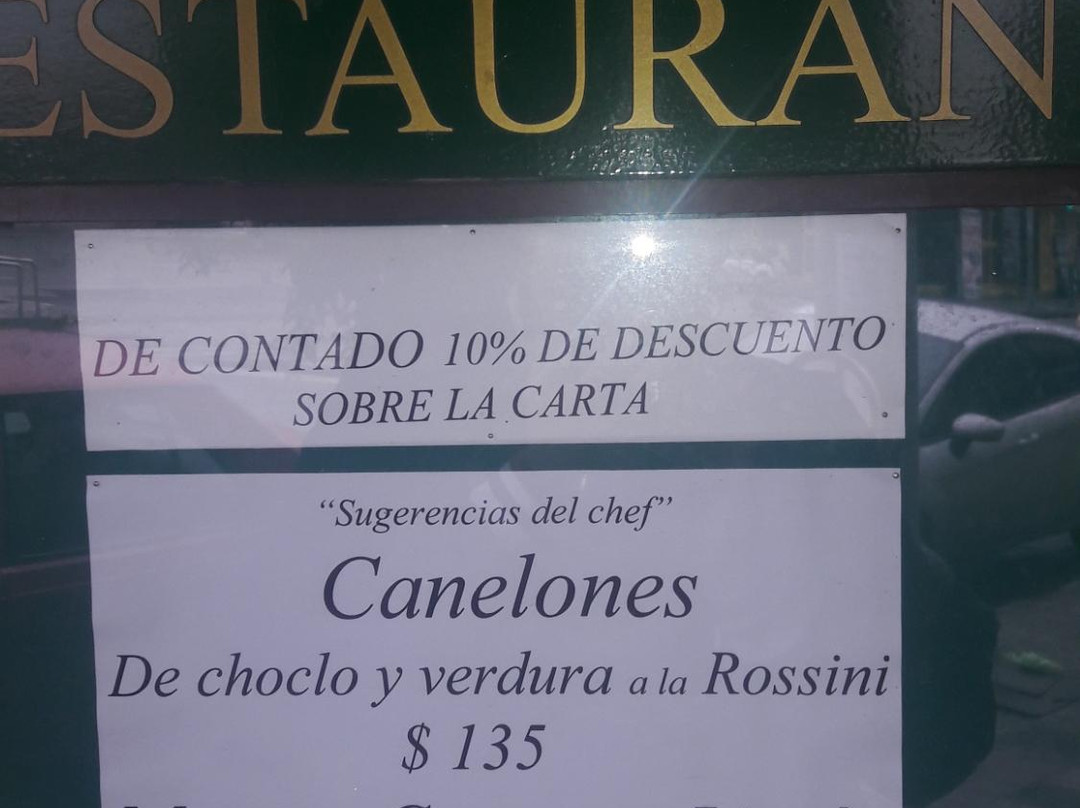 ESTAURAN
DE CONTADO 10% DE DESCUENTO
SOBRE LA CARTA
“Sugerencias del chef”
Canelones
De choclo y verdura a la Rossini
$ 135